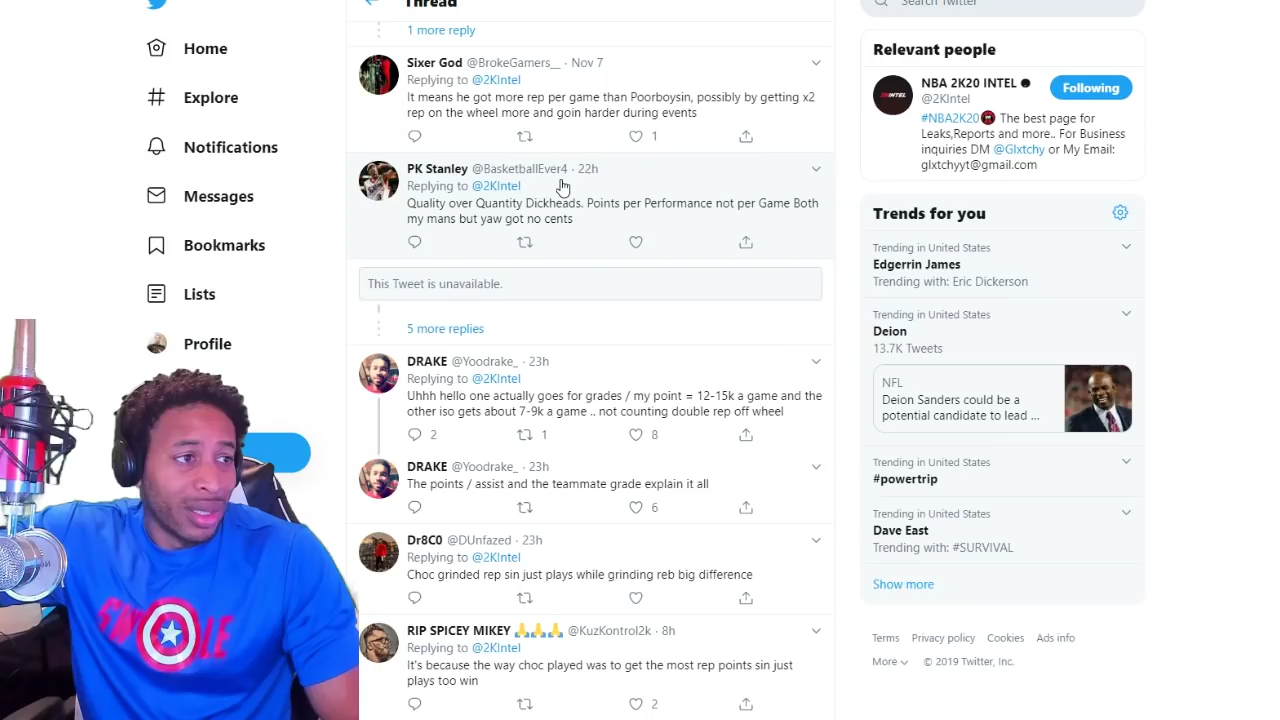 Home
Explore
Notifications
Messages
Bookmarks
Lists
Profile
Thread
1 more reply
Sixer God @BrokeGamers__ · Nov 7
Replying to @2KIntel
It means he got more rep per game than Poorboysin, possibly by getting x2
rep on the wheel more and goin harder during events
1
PK Stanley @BasketballEver4 · 22h
Replying to @2KIntel
Quality over Quantity Dickheads. Points per Performance not per Game Both
my mans but yaw got no cents
This Tweet is unavailable.
5 more replies
DRAKE @Yoodrake_ · 23h
Replying to @2KIntel
Uhhh hello one actually goes for grades / my point = 12-15k a game and the
other iso gets about 7-9k a game .. not counting double rep off wheel
2 1 8
DRAKE @Yoodrake_ · 23h
The points / assist and the teammate grade explain it all
6
Dr8C0 @DUnfazed · 23h
Replying to @2KIntel
Choc grinded rep sin just plays while grinding reb big difference
RIP SPICEY MIKEY 🙏🙏🙏 @KuzKontrol2k · 8h
Replying to @2KIntel
It's because the way choc played was to get the most rep points sin just
plays too win
2
Search Twitter
Relevant people
NBA 2K20 INTEL
@2KIntel
Following
#NBA2K20 The best page for
Leaks,Reports and more.. For Business
inquiries DM @Glxtchy or My Email:
glxtchyyt@gmail.com
Trends for you
Trending in United States
Edgerrin James
Trending with: Eric Dickerson
Trending in United States
Deion
13.7K Tweets
NFL
Deion Sanders could be a
potential candidate to lead ...
Trending in United States
#powertrip
Trending in United States
Dave East
Trending with: #SURVIVAL
Show more
Terms Privacy policy Cookies Ads info
More © 2019 Twitter, Inc.